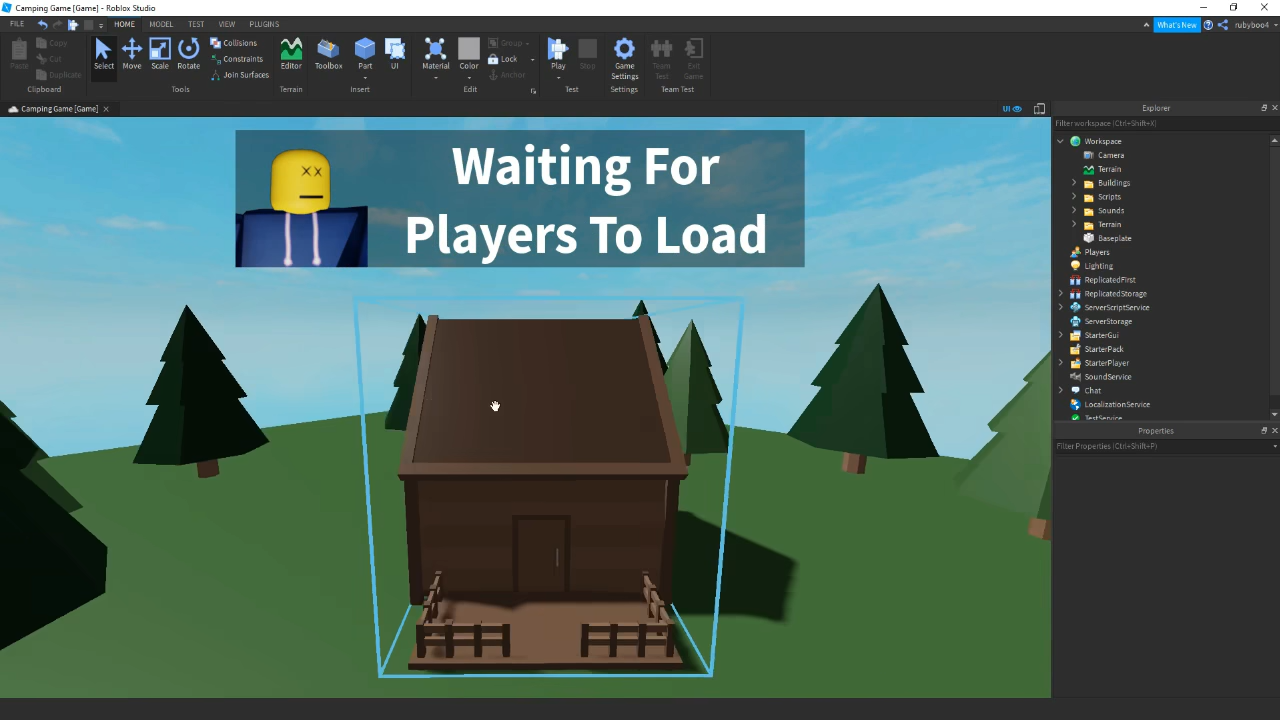 Camping Game [Game] - Roblox Studio
FILE HOME MODEL TEST VIEW PLUGINS What's New rubyboo4
Paste Copy Cut Duplicate Select Move Scale Rotate Collisions Constraints Join Surfaces Editor Toolbox Part UI Material Color Group Lock Anchor Play Stop Game Settings Team Test Exit Game
Clipboard Tools Terrain Insert Edit Test Settings Team Test
Camping Game [Game] UI Explorer
Filter workspace (Ctrl+Shift+X)
Workspace
Camera
Terrain
Buildings
Scripts
Sounds
Terrain
Baseplate
Players
Lighting
ReplicatedFirst
ReplicatedStorage
ServerScriptService
ServerStorage
StarterGui
StarterPack
StarterPlayer
SoundService
Chat
LocalizationService
TestService
Properties
Filter Properties (Ctrl+Shift+P)
Waiting For
Players To Load